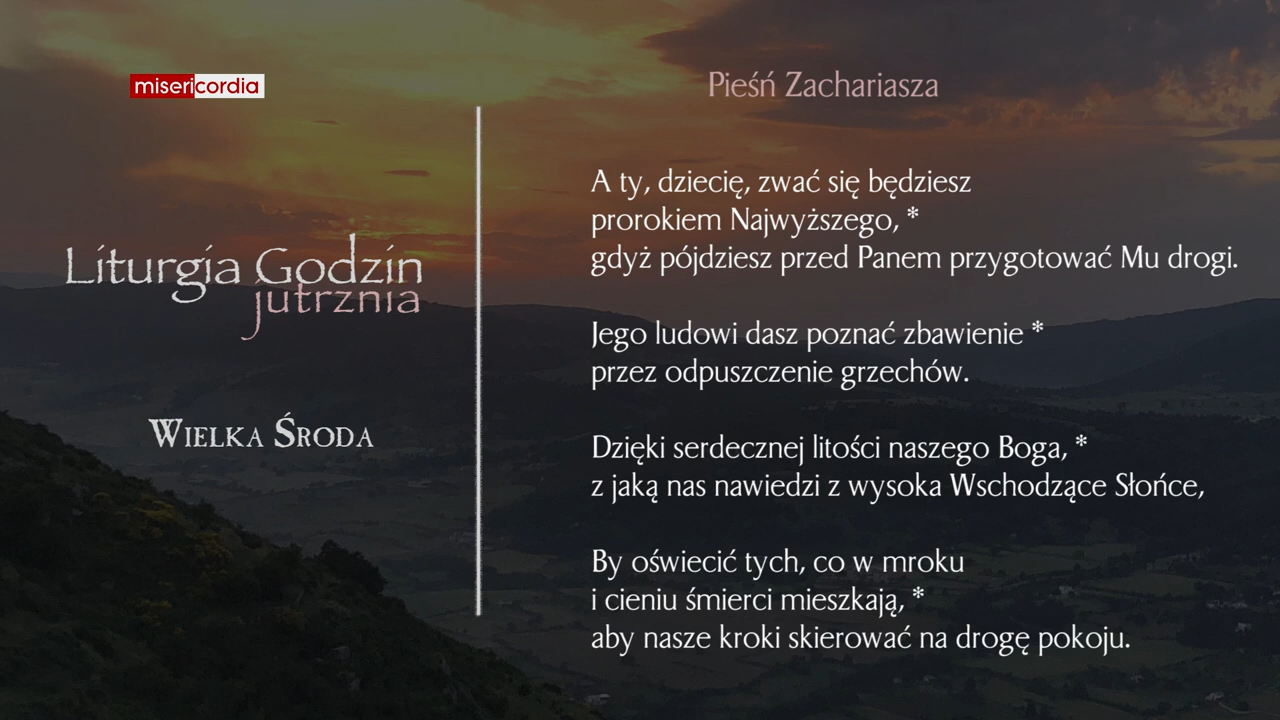 misericordia
Liturgia Godzin
jutrznia
Wielka Środa
Pieśń Zachariasza
A ty, dziecię, zwać się będziesz
prorokiem Najwyższego, *
gdyż pójdziesz przed Panem przygotować Mu drogi.
Jego ludowi dasz poznać zbawienie *
przez odpuszczenie grzechów.
Dzięki serdecznej litości naszego Boga, *
z jaką nas nawiedzi z wysoka Wschodzące Słońce,
By oświecić tych, co w mroku
i cieniu śmierci mieszkają, *
aby nasze kroki skierować na drogę pokoju.